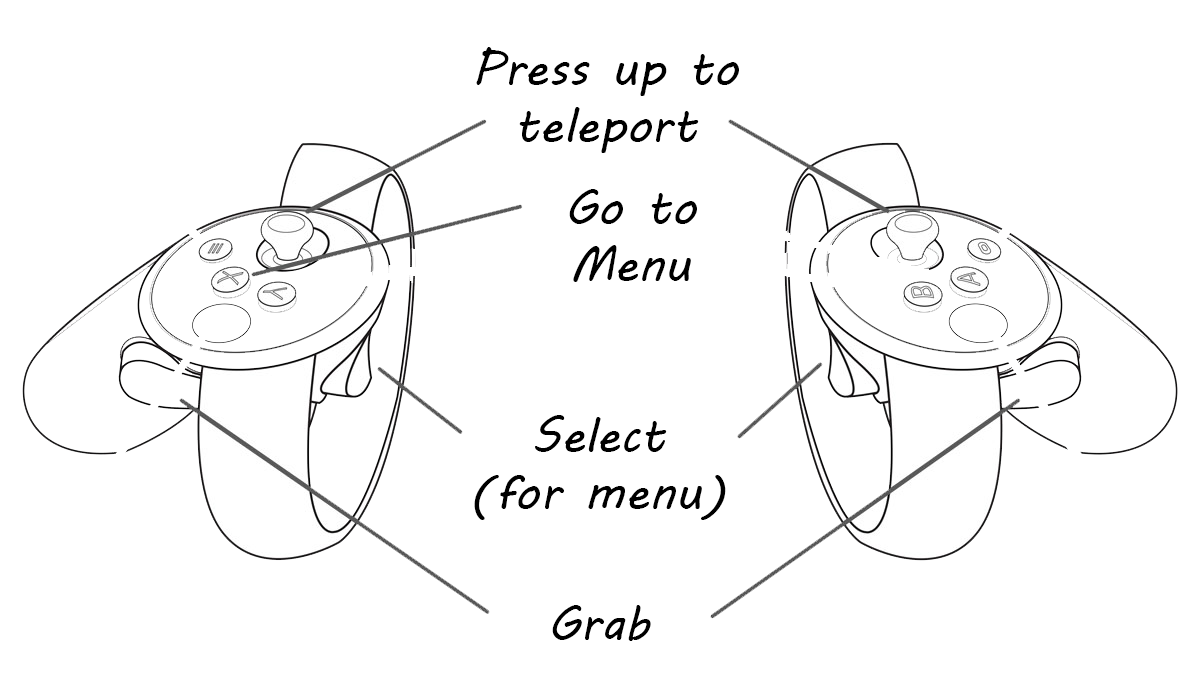 Press up to
teleport
Go to
Menu
X
Y
B
A
Select
(for menu)
Grab